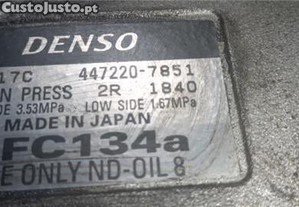 CustoJusto.pt
DENSO
17C 447220-7851
N PRESS 2R 1840
DE 3.53MPa LOW SIDE 1.67MPa
MADE IN JAPAN
FC134a
E ONLY ND-OIL 8